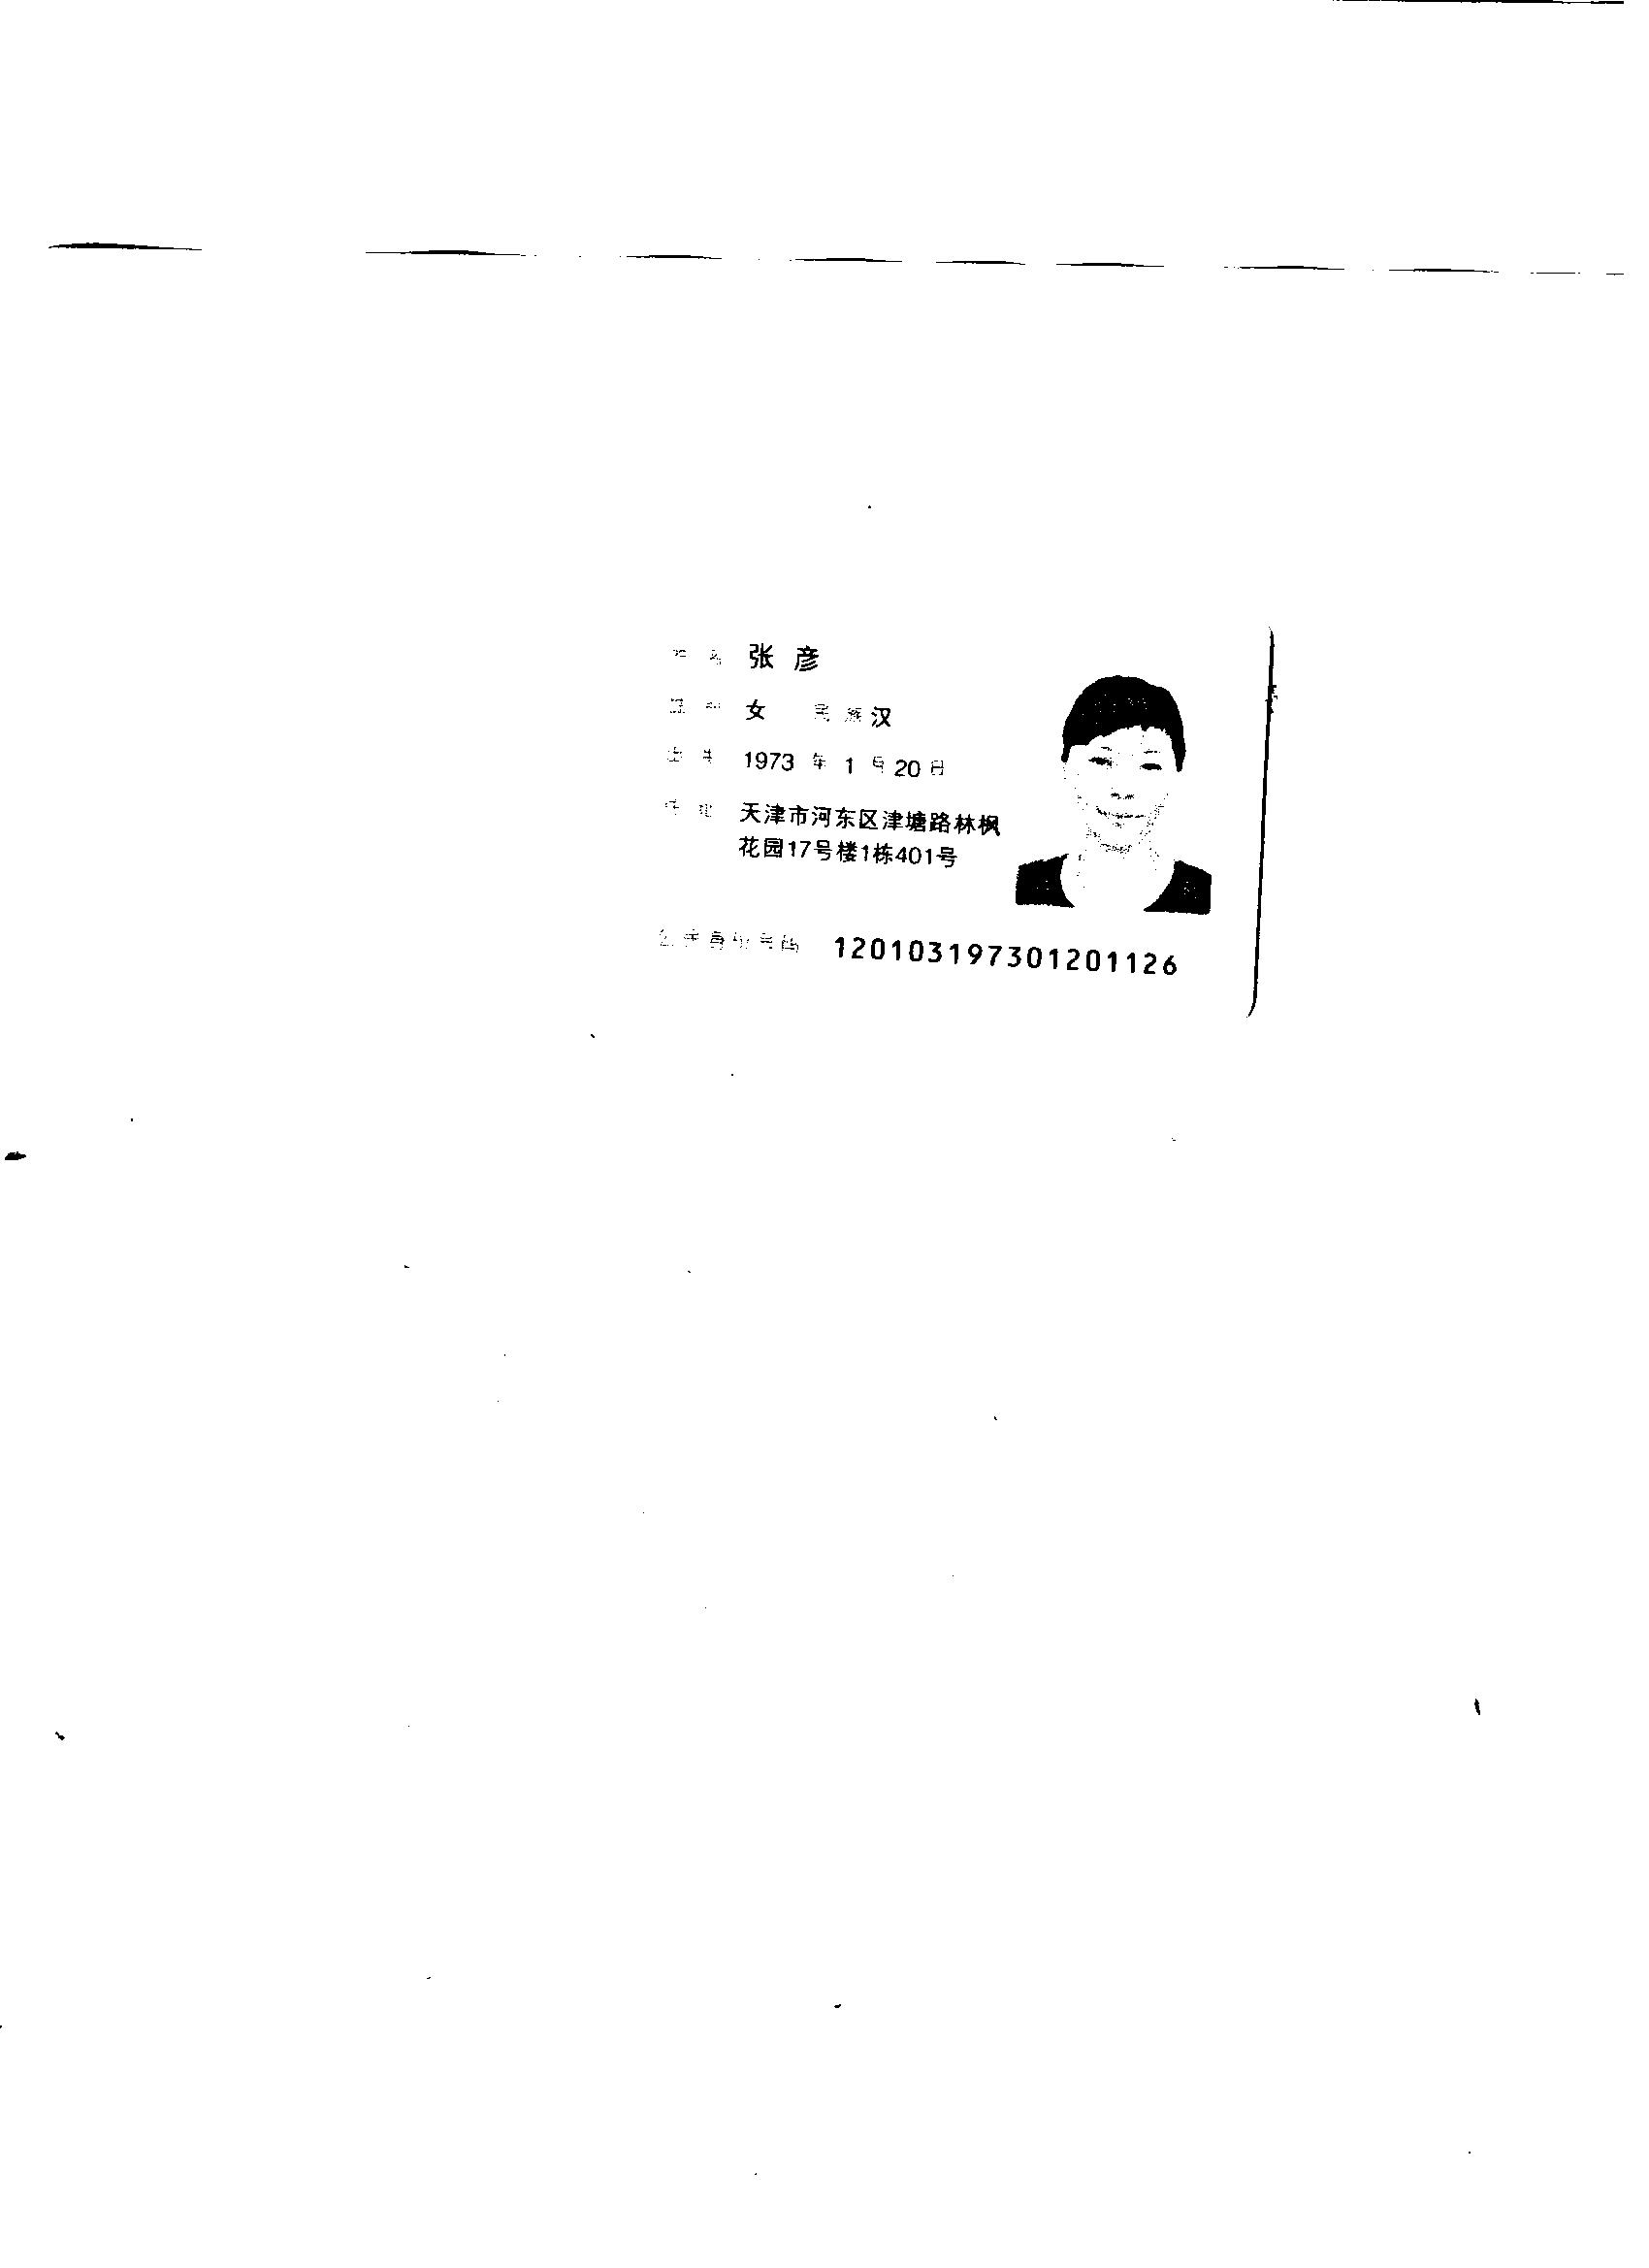 姓名 张彦
性别 女 民族 汉
出生 1973 年 1 月 20 日
住址 天津市河东区津塘路林枫
花园17号楼1栋401号
公民身份号码 120103197301201126